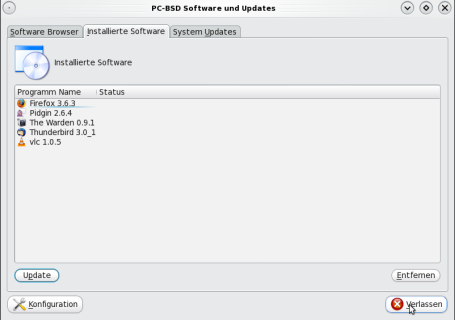 PC-BSD Software und Updates
Software Browser Installierte Software System Updates
Installierte Software
Programm Name Status
Firefox 3.6.3
Pidgin 2.6.4
The Warden 0.9.1
Thunderbird 3.0_1
vlc 1.0.5
Update Entfernen
Konfiguration Verlassen